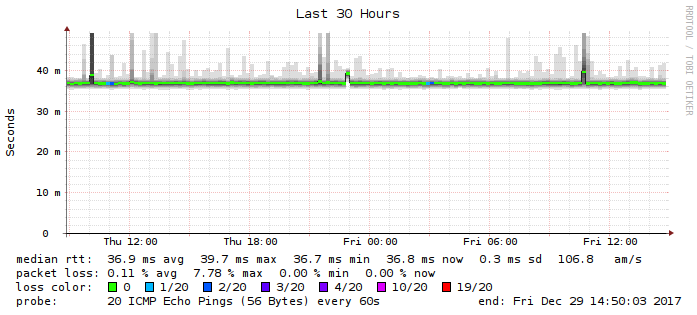 Last 30 Hours
RRDTOOL / TOBI OETIKER
Seconds
40 m
30 m
20 m
10 m
0
Thu 12:00 Thu 18:00 Fri 00:00 Fri 06:00 Fri 12:00
median rtt: 36.9 ms avg 39.7 ms max 36.7 ms min 36.8 ms now 0.3 ms sd 106.8 am/s
packet loss: 0.11 % avg 7.78 % max 0.00 % min 0.00 % now
loss color: 0 1/20 2/20 3/20 4/20 10/20 19/20
probe: 20 ICMP Echo Pings (56 Bytes) every 60s end: Fri Dec 29 14:50:03 2017